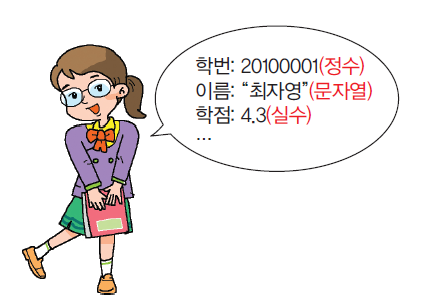 학번: 20100001(정수)
이름: “최자영”(문자열)
학점: 4.3(실수)
...